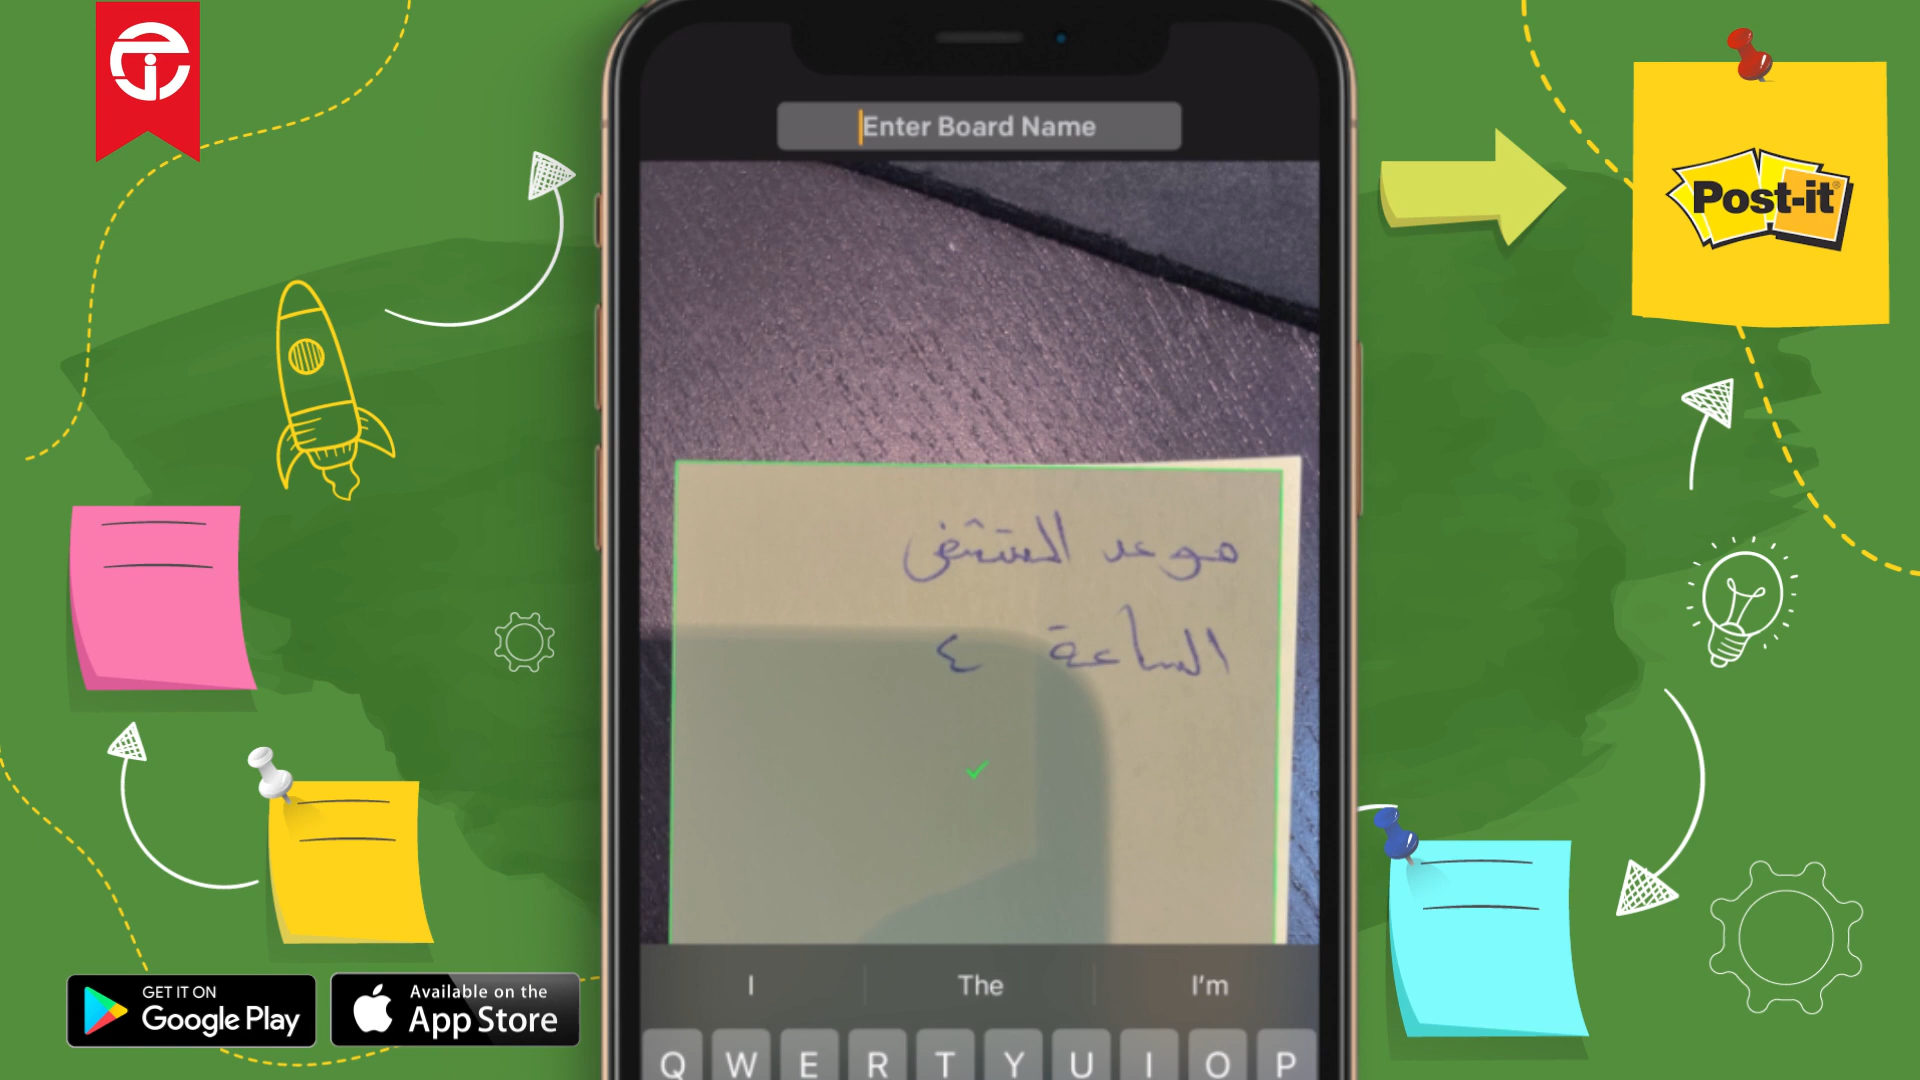 Enter Board Name
Post-it
موعد المستشفى
الساعة ٤
I The I'm
Q W E R T Y U I O P
GET IT ON
Google Play
Available on the
App Store